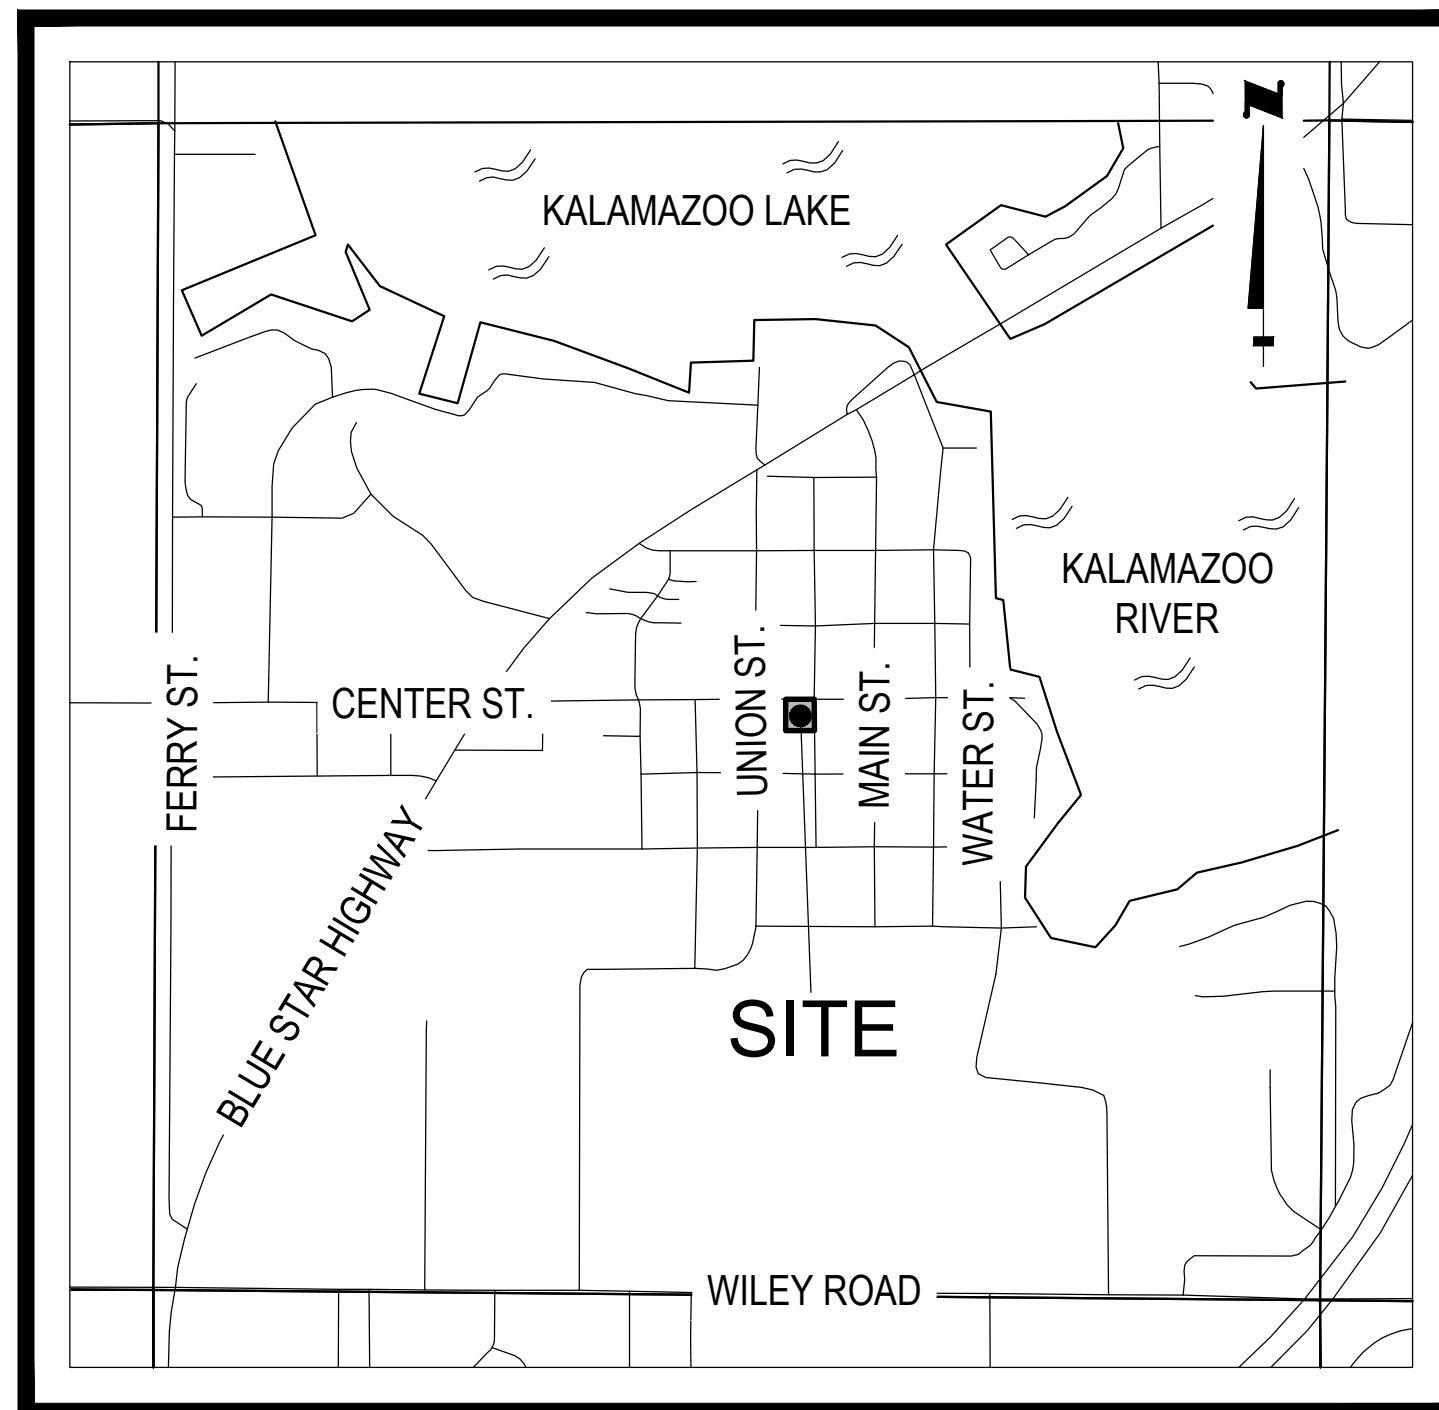 N
KALAMAZOO LAKE
KALAMAZOO
RIVER
FERRY ST.
CENTER ST.
UNION ST.
MAIN ST.
WATER ST.
BLUE STAR HIGHWAY
SITE
WILEY ROAD